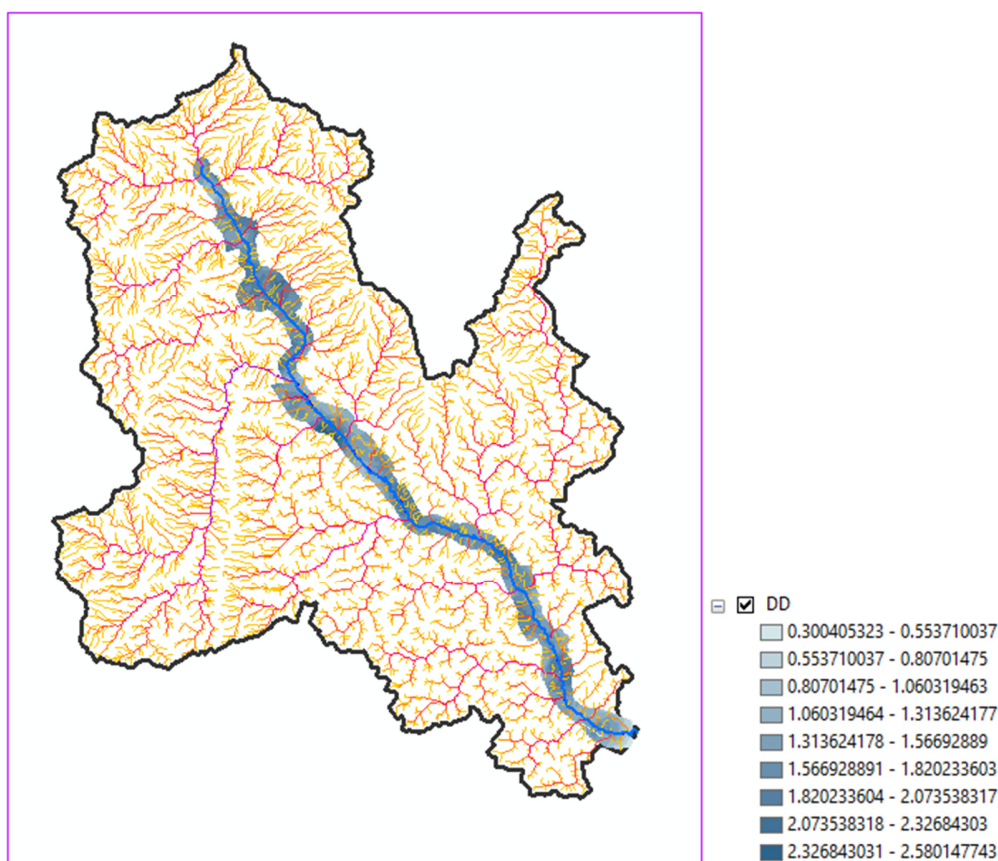 DD
0.300405323 - 0.553710037
0.553710037 - 0.80701475
0.80701475 - 1.060319463
1.060319464 - 1.313624177
1.313624178 - 1.56692889
1.566928891 - 1.820233603
1.820233604 - 2.073538317
2.073538318 - 2.32684303
2.326843031 - 2.580147743